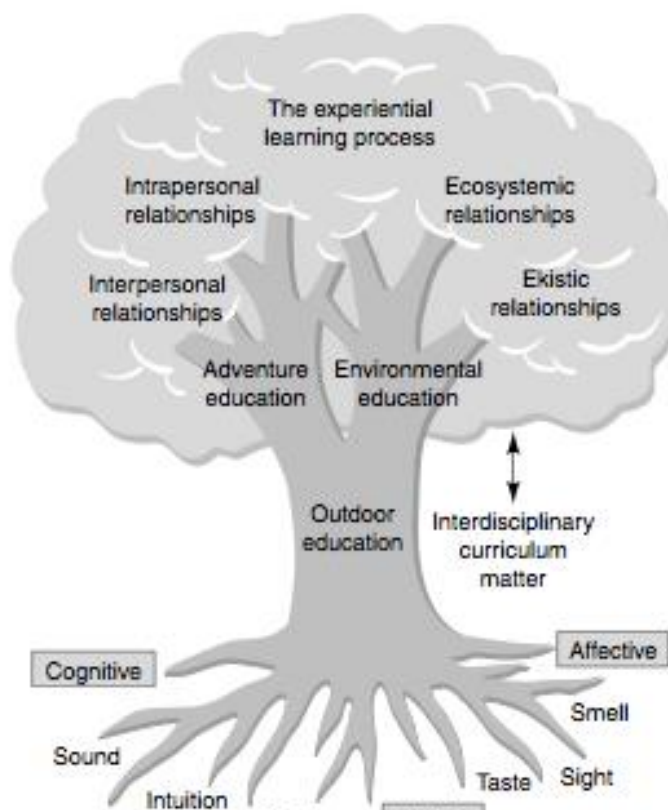 The experiential
learning process
Intrapersonal
relationships
Ecosystemic
relationships
Interpersonal
relationships
Ekistic
relationships
Adventure
education
Environmental
education
Outdoor
education
Interdisciplinary
curriculum
matter
Cognitive
Affective
Smell
Sound
Sight
Taste
Intuition